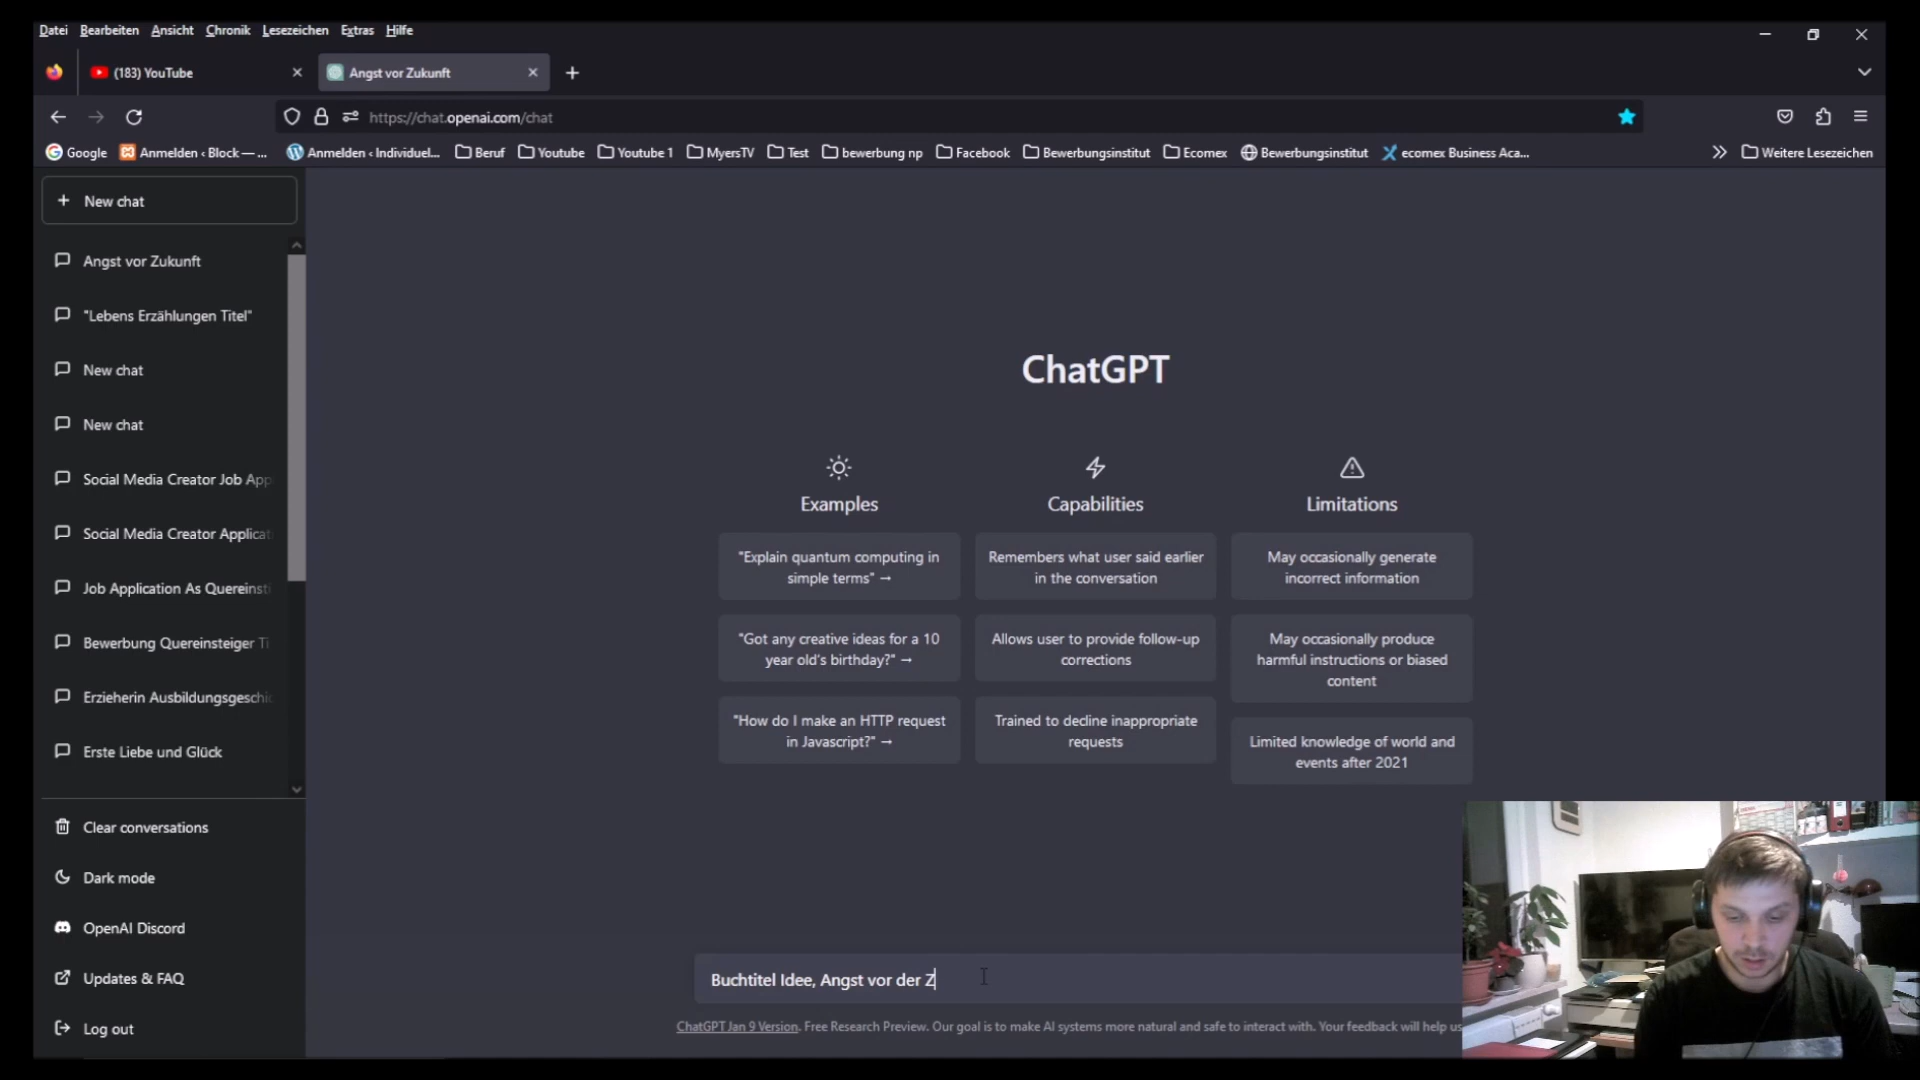 Datei Bearbeiten Ansicht Chronik Lesezeichen Extras Hilfe
(183) YouTube
Angst vor Zukunft
https://chat.openai.com/chat
Google
Anmelden ‹ Block — ...
Anmelden ‹ Individuel...
Beruf
Youtube
Youtube 1
MyersTV
Test
bewerbung np
Facebook
Bewerbungsinstitut
Ecomex
Bewerbungsinstitut
ecomex Business Aca...
Weitere Lesezeichen
+ New chat
Angst vor Zukunft
"Lebens Erzählungen Titel"
New chat
New chat
Social Media Creator Job App
Social Media Creator Applicat
Job Application As Quereinsti
Bewerbung Quereinsteiger Ti
Erzieherin Ausbildungsgeschic
Erste Liebe und Glück
Clear conversations
Dark mode
OpenAI Discord
Updates & FAQ
Log out
ChatGPT
Examples
"Explain quantum computing in
simple terms" →
"Got any creative ideas for a 10
year old's birthday?" →
"How do I make an HTTP request
in Javascript?" →
Capabilities
Remembers what user said earlier
in the conversation
Allows user to provide follow-up
corrections
Trained to decline inappropriate
requests
Limitations
May occasionally generate
incorrect information
May occasionally produce
harmful instructions or biased
content
Limited knowledge of world and
events after 2021
Buchtitel Idee, Angst vor der Z
ChatGPT Jan 9 Version. Free Research Preview. Our goal is to make AI systems more natural and safe to interact with. Your feedback will help us